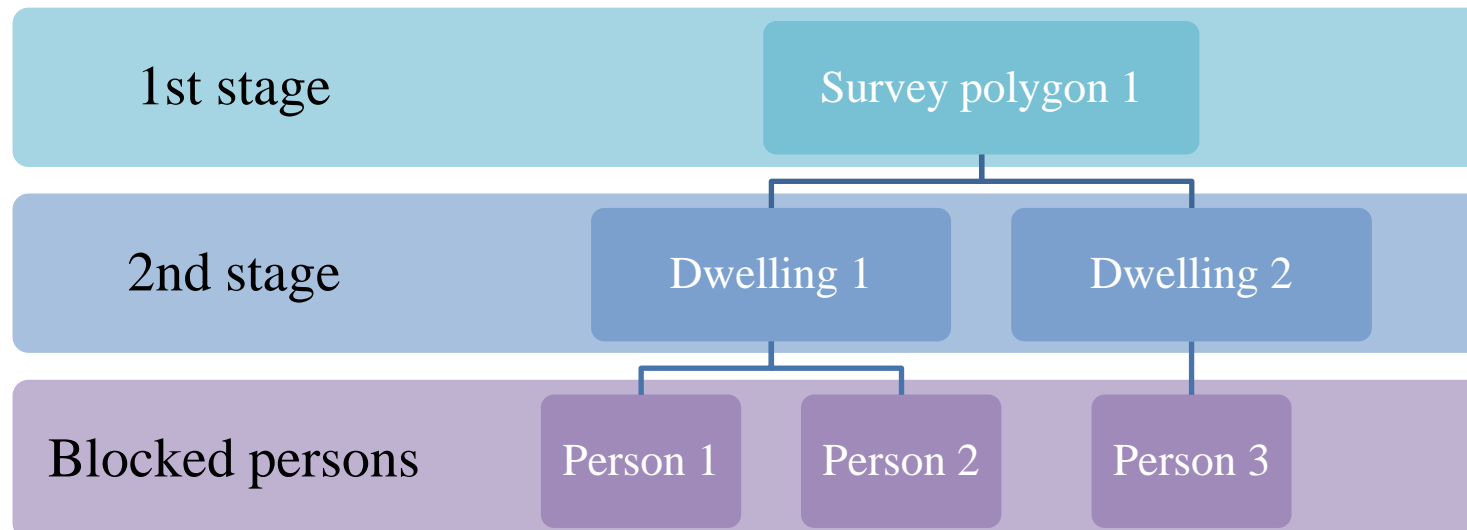 1st stage
Survey polygon 1
2nd stage
Dwelling 1
Dwelling 2
Blocked persons
Person 1
Person 2
Person 3